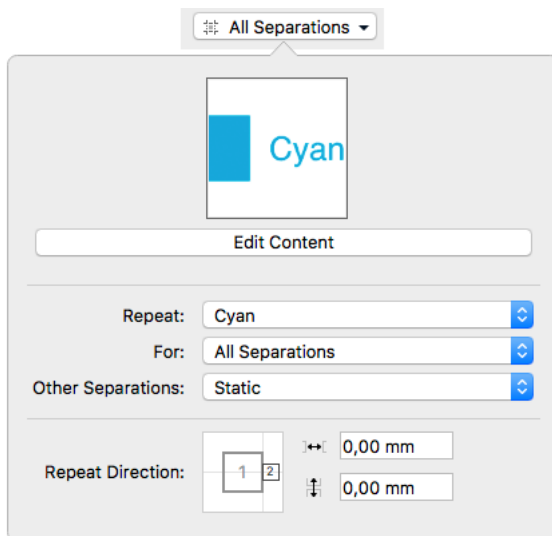 All Separations
Cyan
Edit Content
Repeat: Cyan
For: All Separations
Other Separations: Static
Repeat Direction: 1 2 0,00 mm
0,00 mm